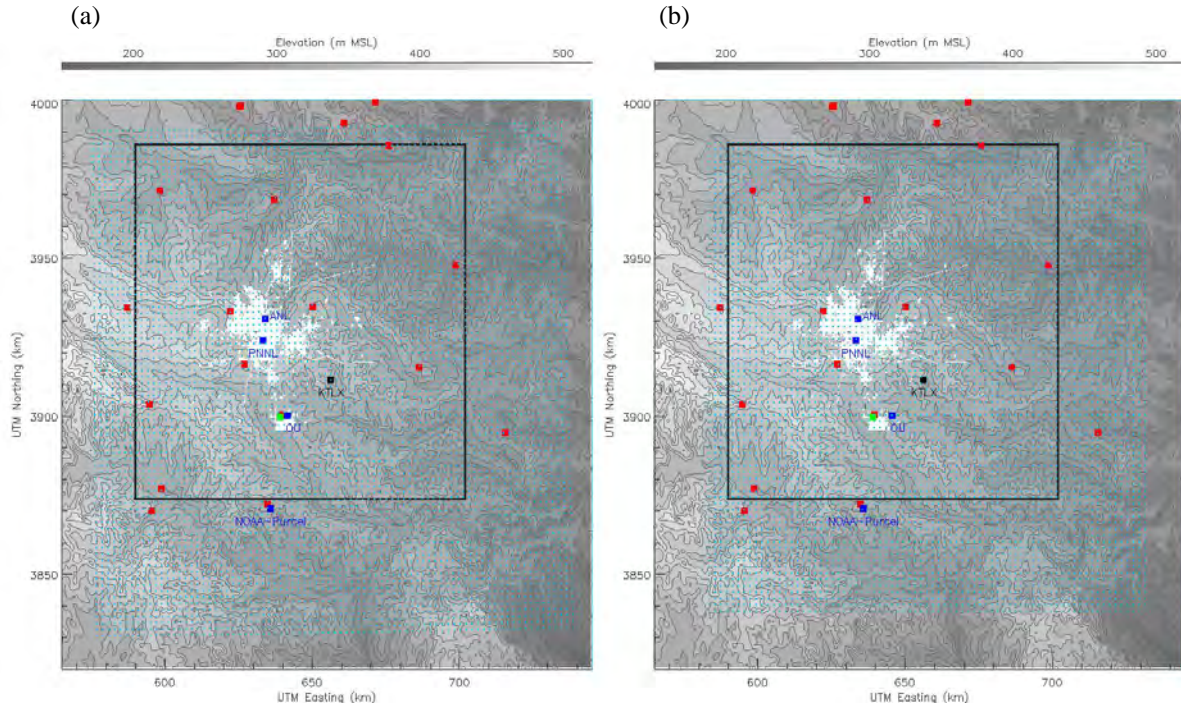 (a)
(b)
Elevation (m MSL)
200 300 400 500
4000
3950
3900
3850
UTM Northing (km)
ANL
PNNL
KTLX
OU
NOAA-Purcel
600 650 700
UTM Easting (km)
Elevation (m MSL)
200 300 400 500
4000
3950
3900
3850
UTM Northing (km)
ANL
PNNL
KTLX
OU
NOAA-Purcel
600 650 700
UTM Easting (km)